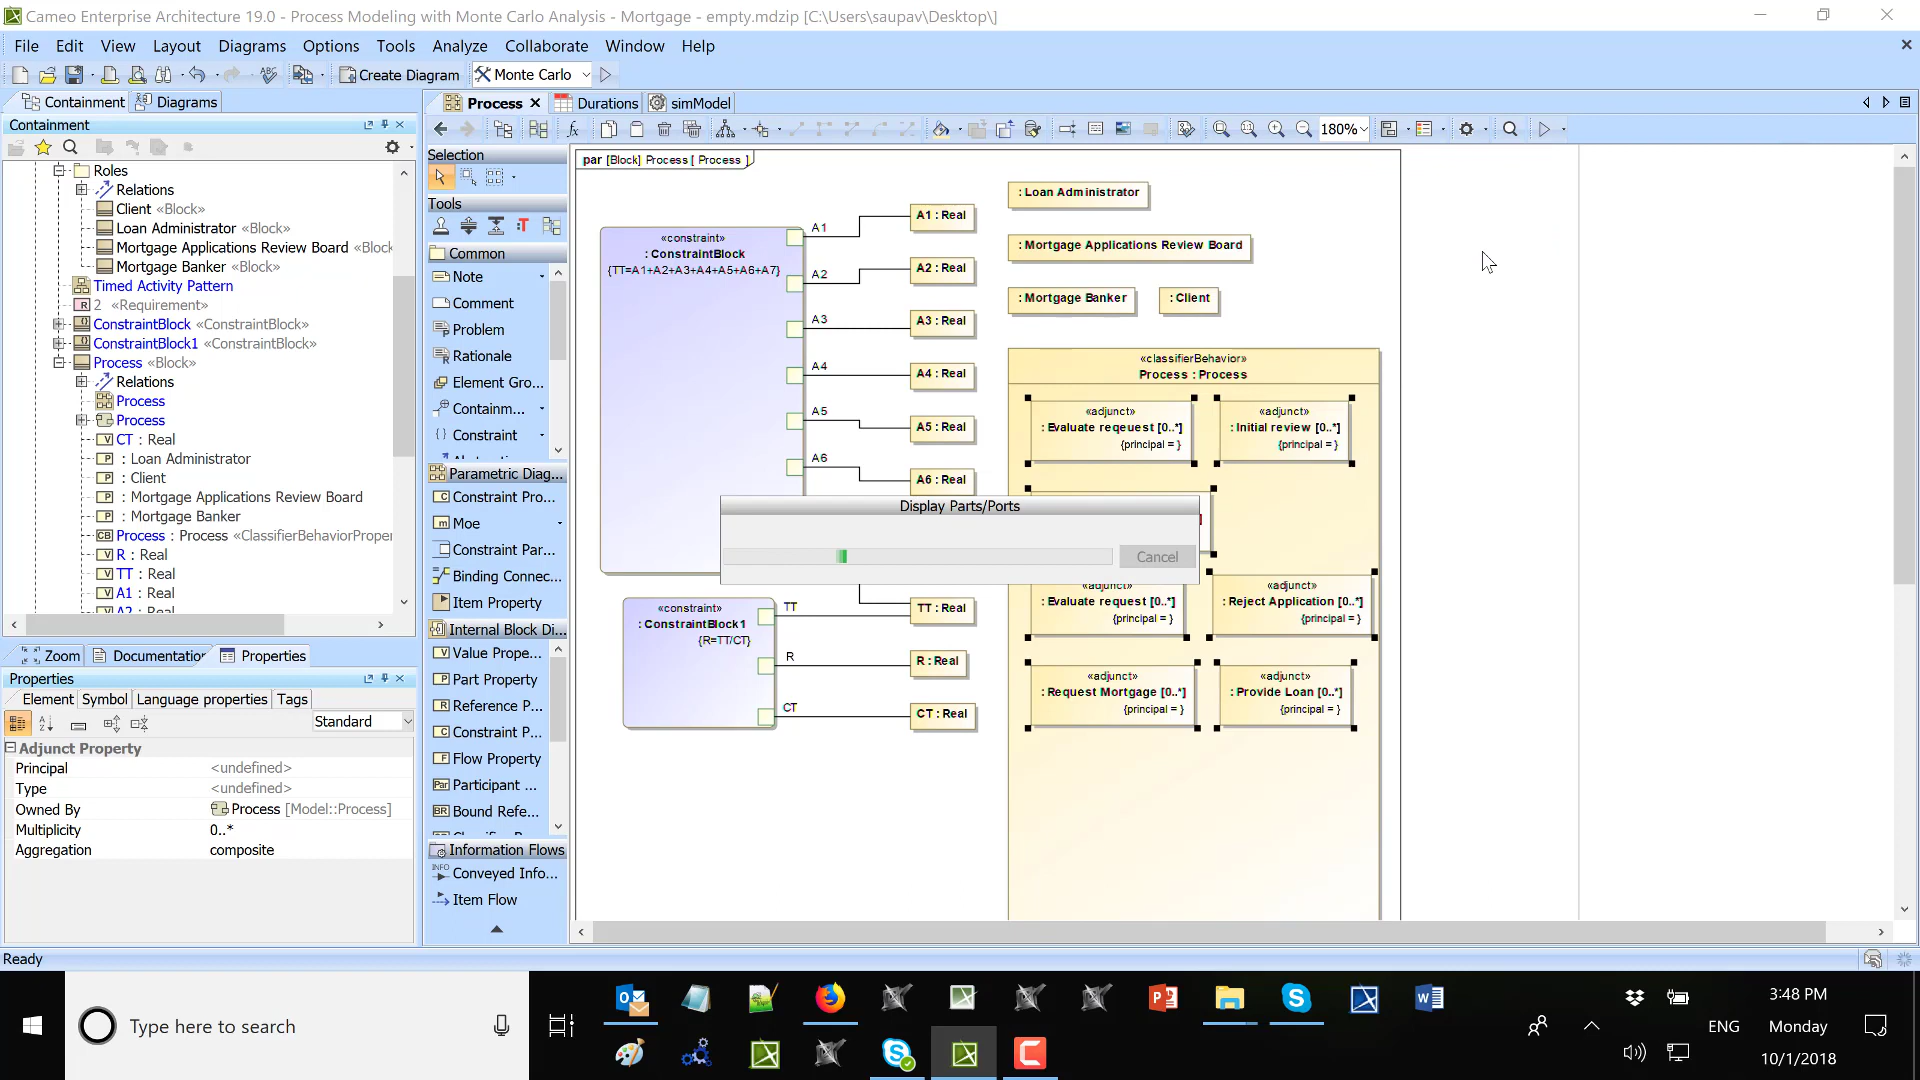 Cameo Enterprise Architecture 19.0 - Process Modeling with Monte Carlo Analysis - Mortgage - empty.mdzip [C:\Users\saupav\Desktop\]
File Edit View Layout Diagrams Options Tools Analyze Collaborate Window Help
Create Diagram Monte Carlo
Containment Diagrams
Process Durations simModel
Containment
180%
Roles
Relations
Client «Block»
Loan Administrator «Block»
Mortgage Applications Review Board «Block
Mortgage Banker «Block»
Timed Activity Pattern
R 2 «Requirement»
ConstraintBlock «ConstraintBlock»
ConstraintBlock1 «ConstraintBlock»
Process «Block»
Relations
Process
Process
V CT : Real
P : Loan Administrator
P : Client
P : Mortgage Applications Review Board
P : Mortgage Banker
CB Process : Process «ClassifierBehaviorProper
V R : Real
V TT : Real
V A1 : Real
V A2 : Real
Zoom Documentation Properties
Properties
Element Symbol Language properties Tags
Standard
Adjunct Property
Principal <undefined>
Type <undefined>
Owned By Process [Model::Process]
Multiplicity 0..*
Aggregation composite
Selection
Tools
Common
Note
Comment
Problem
Rationale
Element Gro...
Containm...
Constraint
Parametric Diag...
Constraint Pro...
Moe
Constraint Par...
Binding Connec...
Item Property
Internal Block Di...
Value Prope...
Part Property
Reference P...
Constraint P...
Flow Property
Participant ...
Bound Refe...
Information Flows
Conveyed Info...
Item Flow
par [Block] Process [ Process ]
«constraint»
: ConstraintBlock
{TT=A1+A2+A3+A4+A5+A6+A7}
A1
A2
A3
A4
A5
A6
A1 : Real
A2 : Real
A3 : Real
A4 : Real
A5 : Real
A6 : Real
«constraint»
: ConstraintBlock1
{R=TT/CT}
TT
R
CT
TT : Real
R : Real
CT : Real
: Loan Administrator
: Mortgage Applications Review Board
: Mortgage Banker
: Client
«classifierBehavior»
Process : Process
«adjunct»
: Evaluate reqeuest [0..*]
{principal = }
«adjunct»
: Initial review [0..*]
{principal = }
Display Parts/Ports
Cancel
«adjunct»
: Evaluate request [0..*]
{principal = }
«adjunct»
: Reject Application [0..*]
{principal = }
«adjunct»
: Request Mortgage [0..*]
{principal = }
«adjunct»
: Provide Loan [0..*]
{principal = }
Ready
Type here to search
ENG
3:48 PM
Monday
10/1/2018